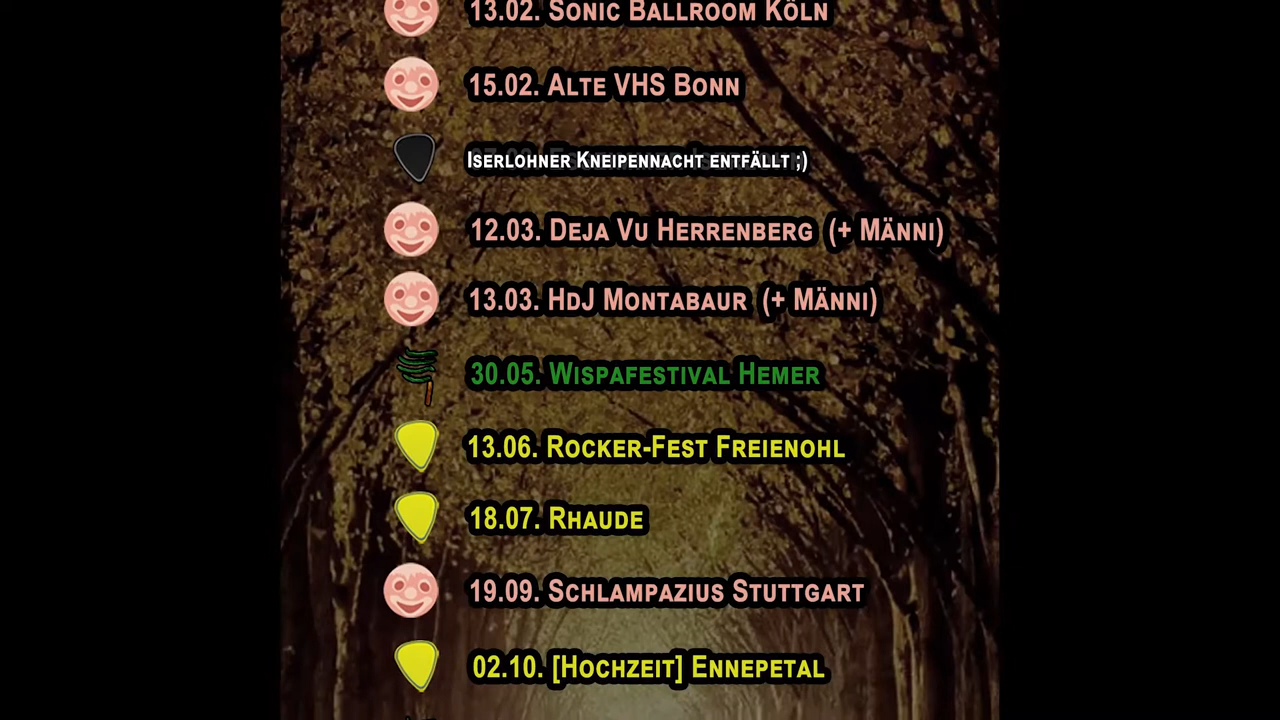 13.02. Sonic Ballroom Köln
15.02. Alte VHS Bonn
Iserlohner Kneipennacht entfällt ;)
12.03. Deja Vu Herrenberg (+ Männi)
13.03. HdJ Montabaur (+ Männi)
30.05. Wispafestival Hemer
13.06. Rocker-Fest Freienohl
18.07. Rhaude
19.09. Schlampazius Stuttgart
02.10. [Hochzeit] Ennepetal